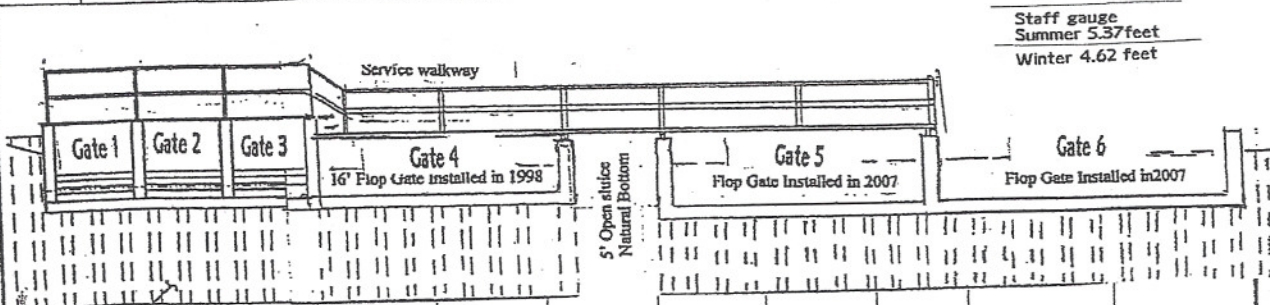 Staff gauge
Summer 5.37feet
Winter 4.62 feet
Service walkway
Gate 1
Gate 2
Gate 3
Gate 4
16' Flop Gate Installed in 1998
5' Open sluice
Natural Bottom
Gate 5
Flop Gate Installed in 2007
Gate 6
Flop Gate Installed in2007